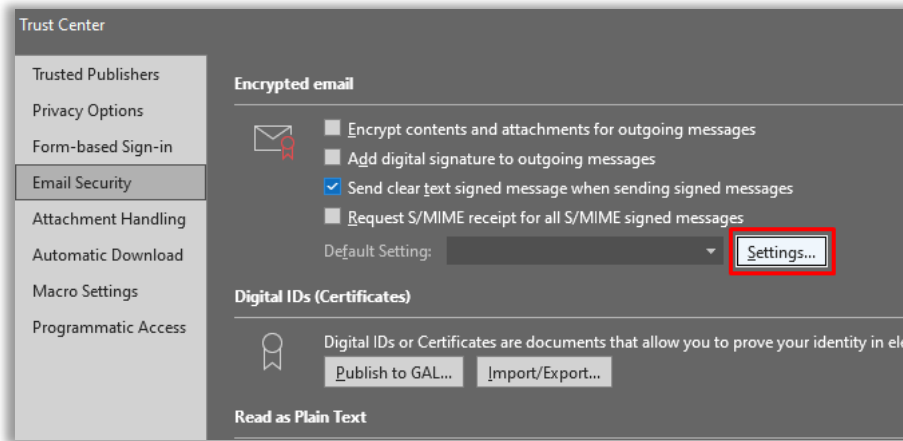 Trust Center
Trusted Publishers
Privacy Options
Form-based Sign-in
Email Security
Attachment Handling
Automatic Download
Macro Settings
Programmatic Access
Encrypted email
Encrypt contents and attachments for outgoing messages
Add digital signature to outgoing messages
Send clear text signed message when sending signed messages
Request S/MIME receipt for all S/MIME signed messages
Default Setting:
Settings...
Digital IDs (Certificates)
Digital IDs or Certificates are documents that allow you to prove your identity in
Publish to GAL...
Import/Export...
Read as Plain Text